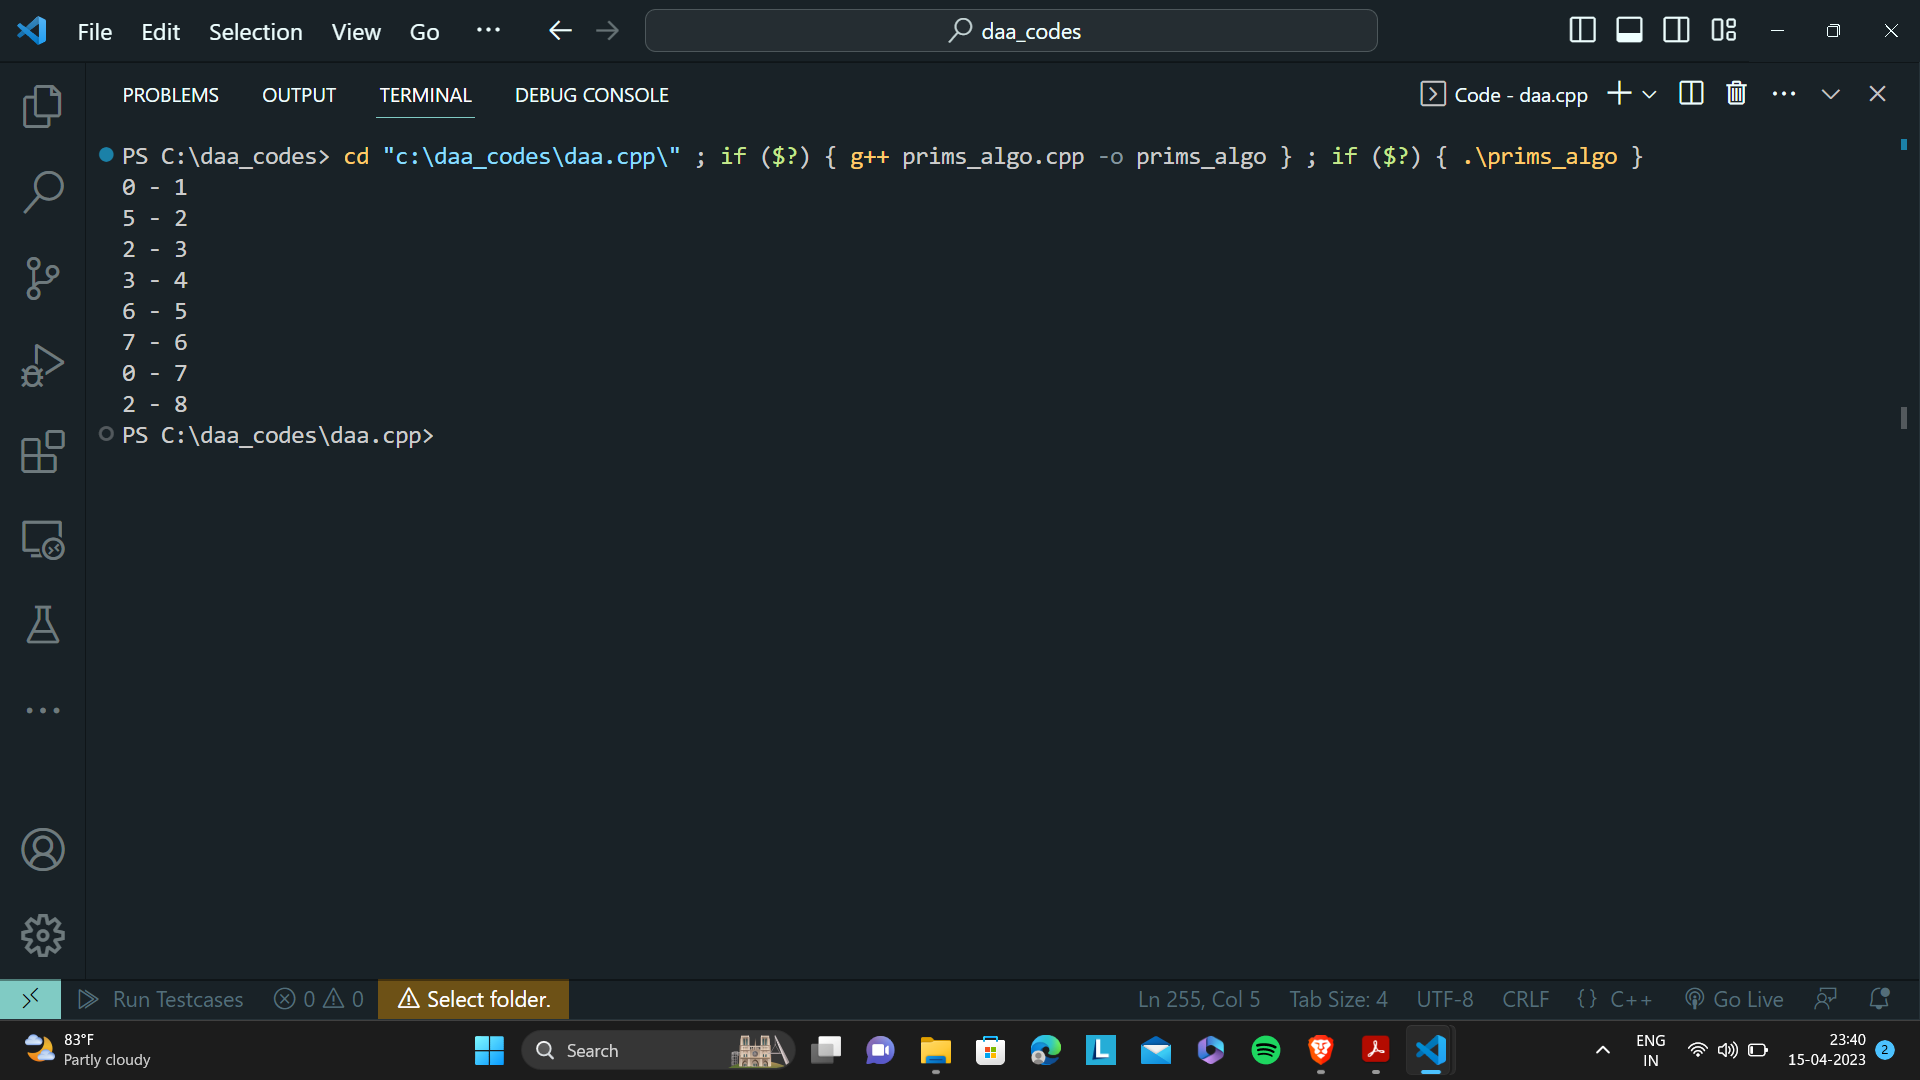 File Edit Selection View Go ··· daa_codes
PROBLEMS OUTPUT TERMINAL DEBUG CONSOLE Code - daa.cpp
PS C:\daa_codes> cd "c:\daa_codes\daa.cpp\" ; if ($?) { g++ prims_algo.cpp -o prims_algo } ; if ($?) { .\prims_algo }
0 - 1
5 - 2
2 - 3
3 - 4
6 - 5
7 - 6
0 - 7
2 - 8
PS C:\daa_codes\daa.cpp>
Run Testcases 0 0 Select folder. Ln 255, Col 5 Tab Size: 4 UTF-8 CRLF {} C++ Go Live
83°F
Partly cloudy
Search
L
ENG
IN
23:40
15-04-2023
2